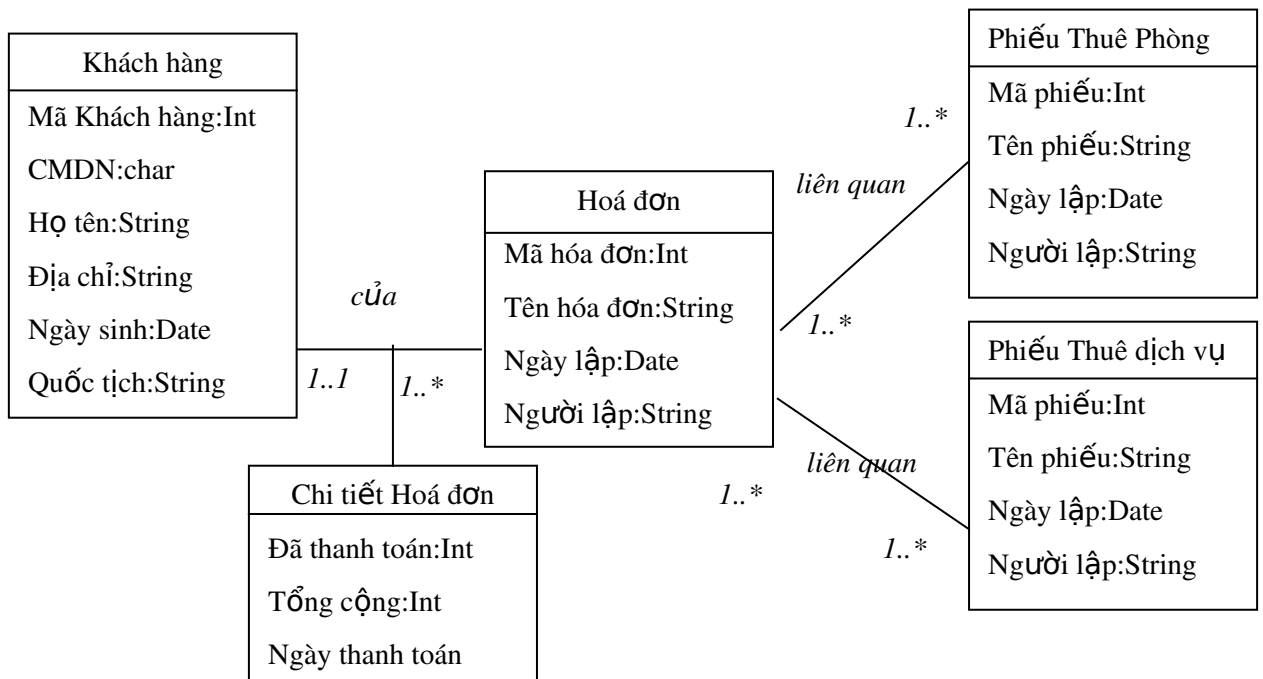 Khách hàng
Mã Khách hàng:Int
CMDN:char
Họ tên:String
Địa chỉ:String
Ngày sinh:Date
Quốc tịch:String
của
1..1
1..*
Hoá đơn
Mã hóa đơn:Int
Tên hóa đơn:String
Ngày lập:Date
Người lập:String
Chi tiết Hoá đơn
Đã thanh toán:Int
Tổng cộng:Int
Ngày thanh toán
liên quan
1..*
1..*
Phiếu Thuê Phòng
Mã phiếu:Int
Tên phiếu:String
Ngày lập:Date
Người lập:String
liên quan
1..*
1..*
Phiếu Thuê dịch vụ
Mã phiếu:Int
Tên phiếu:String
Ngày lập:Date
Người lập:String